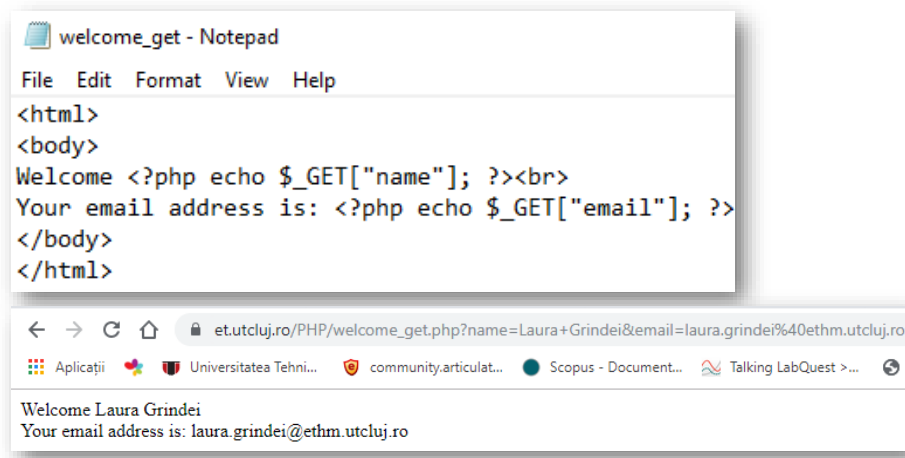 welcome_get - Notepad
File Edit Format View Help
<html>
<body>
Welcome <?php echo $_GET["name"]; ?><br>
Your email address is: <?php echo $_GET["email"]; ?>
</body>
</html>
et.utcluj.ro/PHP/welcome_get.php?name=Laura+Grindei&email=laura.grindei%40ethm.utcluj.ro
Aplicații Universitatea Tehni... community.articulat... Scopus - Document... Talking LabQuest >...
Welcome Laura Grindei
Your email address is: laura.grindei@ethm.utcluj.ro